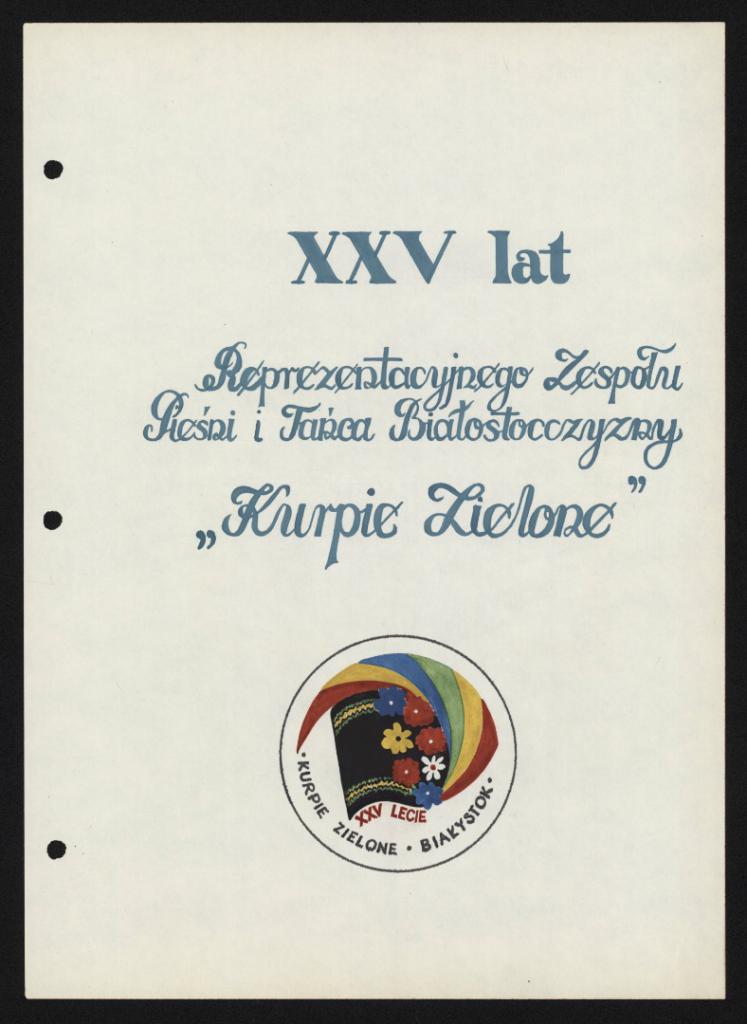 XXV lat
Reprezentacyjnego Zespołu
Pieśni i Tańca Białostocczyzny
„Kurpie Zielone”
XXV LECIE
• KURPIE ZIELONE • BIAŁYSTOK •